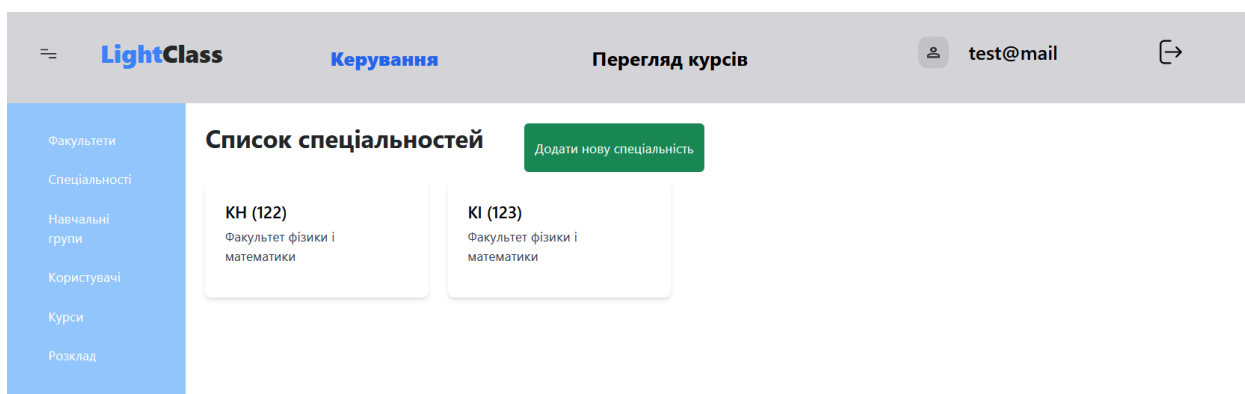 LightClass
Керування
Перегляд курсів
test@mail
Факультети
Спеціальності
Навчальні
групи
Користувачі
Курси
Розклад
Список спеціальностей
Додати нову спеціальність
КН (122)
Факультет фізики і
математики
КІ (123)
Факультет фізики і
математики